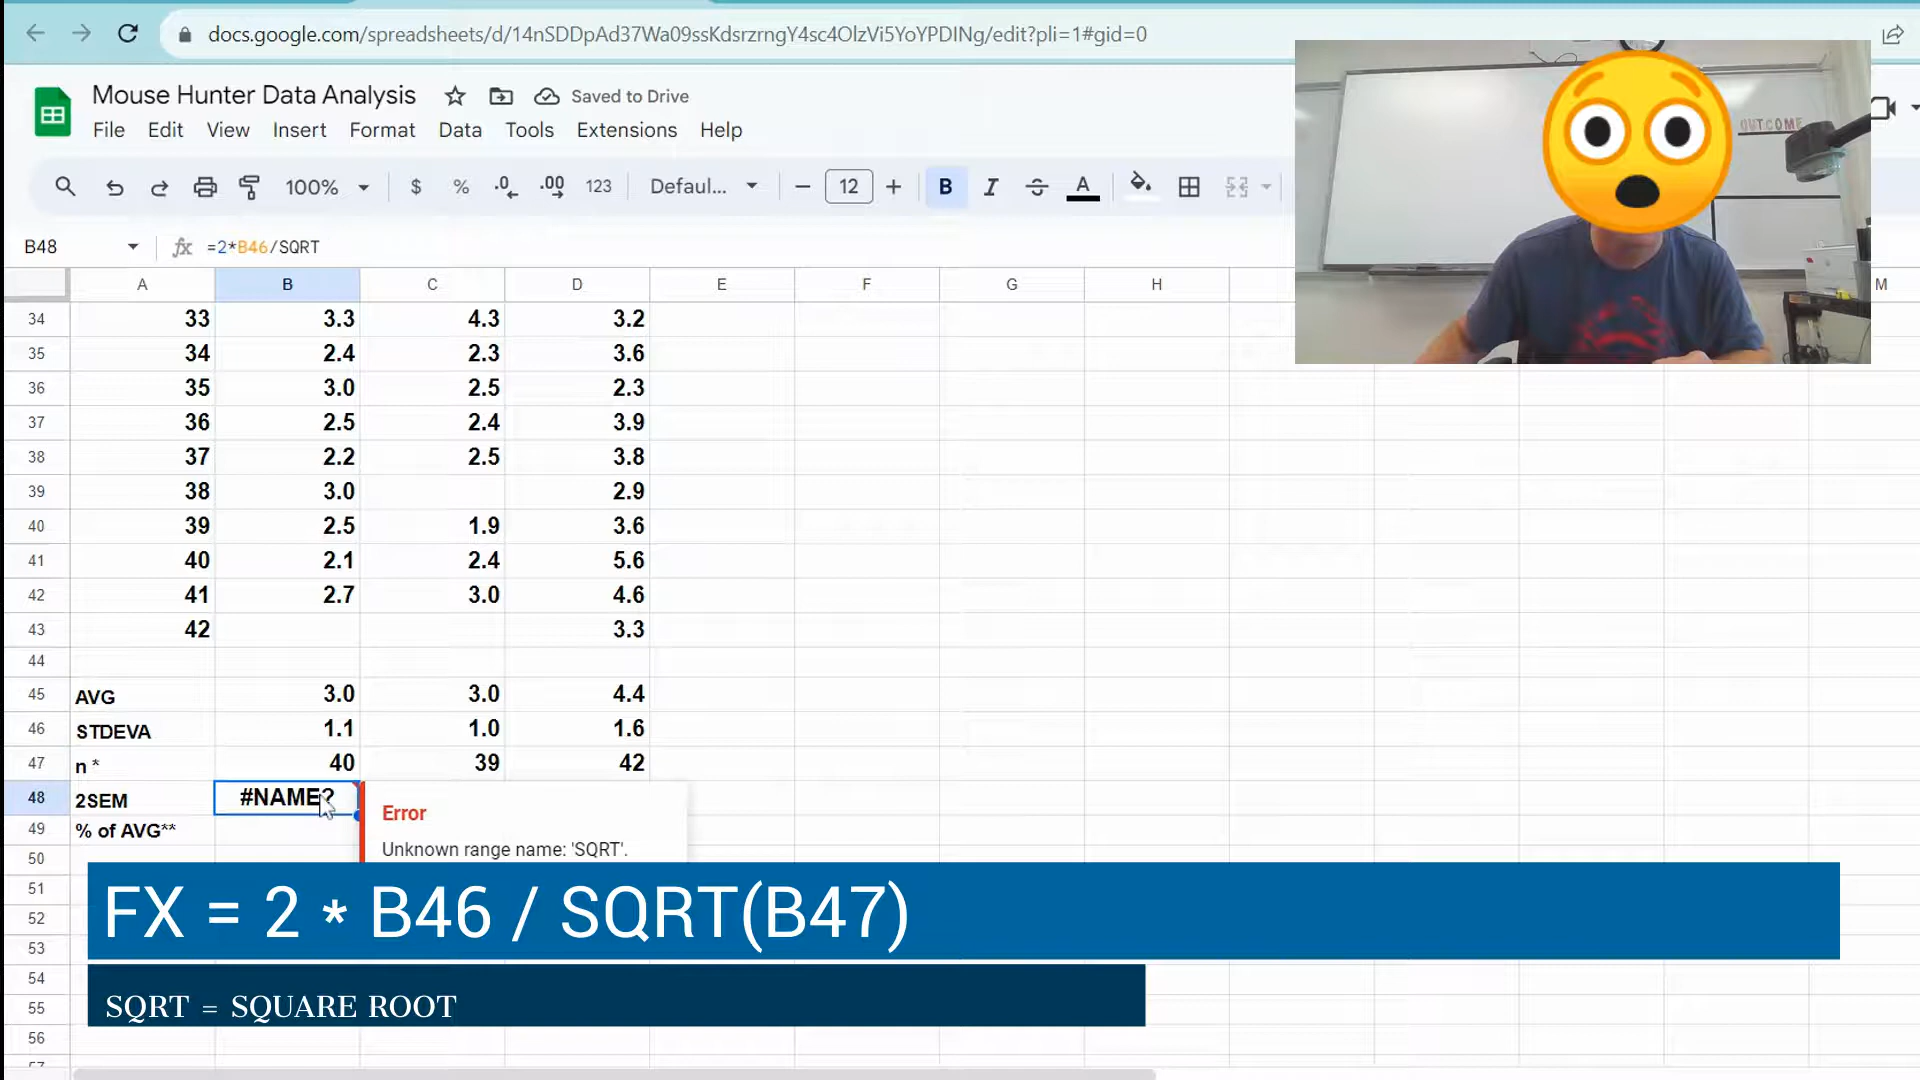 docs.google.com/spreadsheets/d/14nSDDpAd37Wa09ssKdsrzrngY4sc4OlzVi5YoYPDINg/edit?pli=1#gid=0
Mouse Hunter Data Analysis Saved to Drive
File Edit View Insert Format Data Tools Extensions Help
100% $ % .0 .00 123 Defaul... − 12 + B I A
B48 fx =2*B46/SQRT
A B C D E F G H M
34 33 3.3 4.3 3.2
35 34 2.4 2.3 3.6
36 35 3.0 2.5 2.3
37 36 2.5 2.4 3.9
38 37 2.2 2.5 3.8
39 38 3.0 2.9
40 39 2.5 1.9 3.6
41 40 2.1 2.4 5.6
42 41 2.7 3.0 4.6
43 42 3.3
44
45 AVG 3.0 3.0 4.4
46 STDEVA 1.1 1.0 1.6
47 n * 40 39 42
48 2SEM #NAME?
Error
Unknown range name: 'SQRT'.
49 % of AVG**
50
51
52
53
54
55
56
57
FX = 2 * B46 / SQRT(B47)
SQRT = SQUARE ROOT
OUTCOME